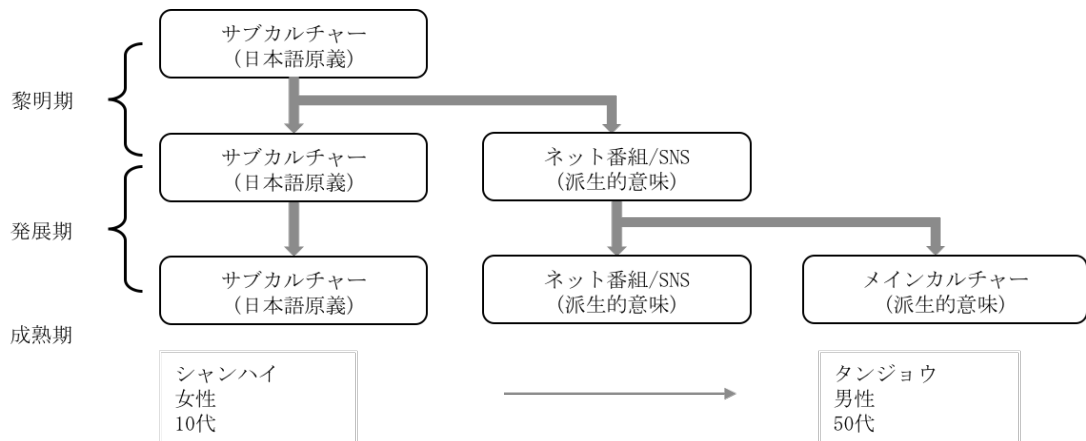 サブカルチャー
(日本語原義)
黎明期
サブカルチャー
(日本語原義)
ネット番組/SNS
(派生的意味)
発展期
サブカルチャー
(日本語原義)
ネット番組/SNS
(派生的意味)
メインカルチャー
(派生的意味)
成熟期
シャンハイ
女性
10代
タンジョウ
男性
50代